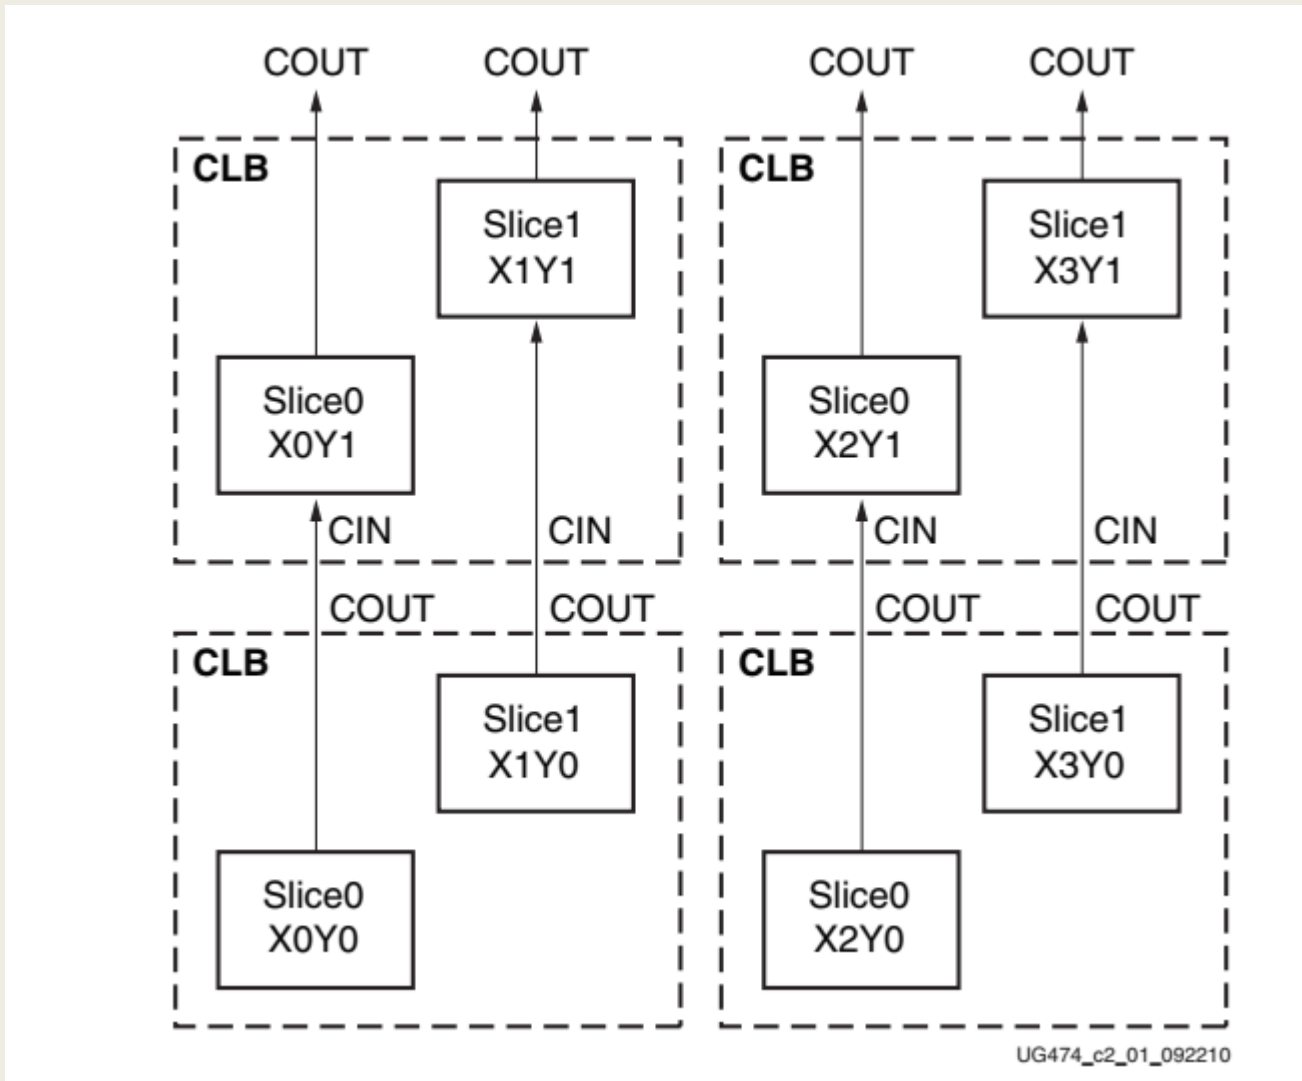 COUT COUT COUT COUT
CLB CLB
Slice1 Slice1
X1Y1 X3Y1
Slice0 Slice0
X0Y1 X2Y1
CIN CIN CIN CIN
COUT COUT COUT COUT
CLB CLB
Slice1 Slice1
X1Y0 X3Y0
Slice0 Slice0
X0Y0 X2Y0
UG474_c2_01_092210